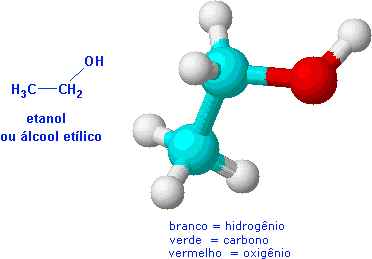 OH
H₃C—CH₂
etanol
ou álcool etílico
branco = hidrogênio
verde = carbono
vermelho = oxigênio